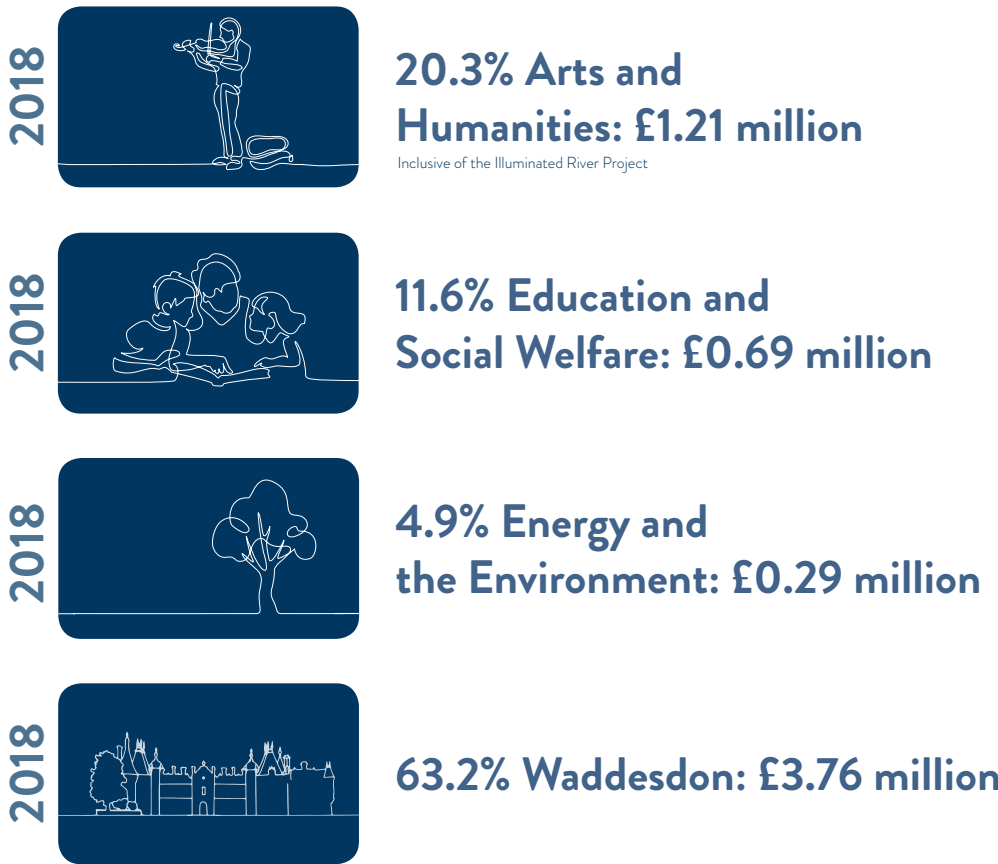 2018
20.3% Arts and
Humanities: £1.21 million
Inclusive of the Illuminated River Project
2018
11.6% Education and
Social Welfare: £0.69 million
2018
4.9% Energy and
the Environment: £0.29 million
2018
63.2% Waddesdon: £3.76 million